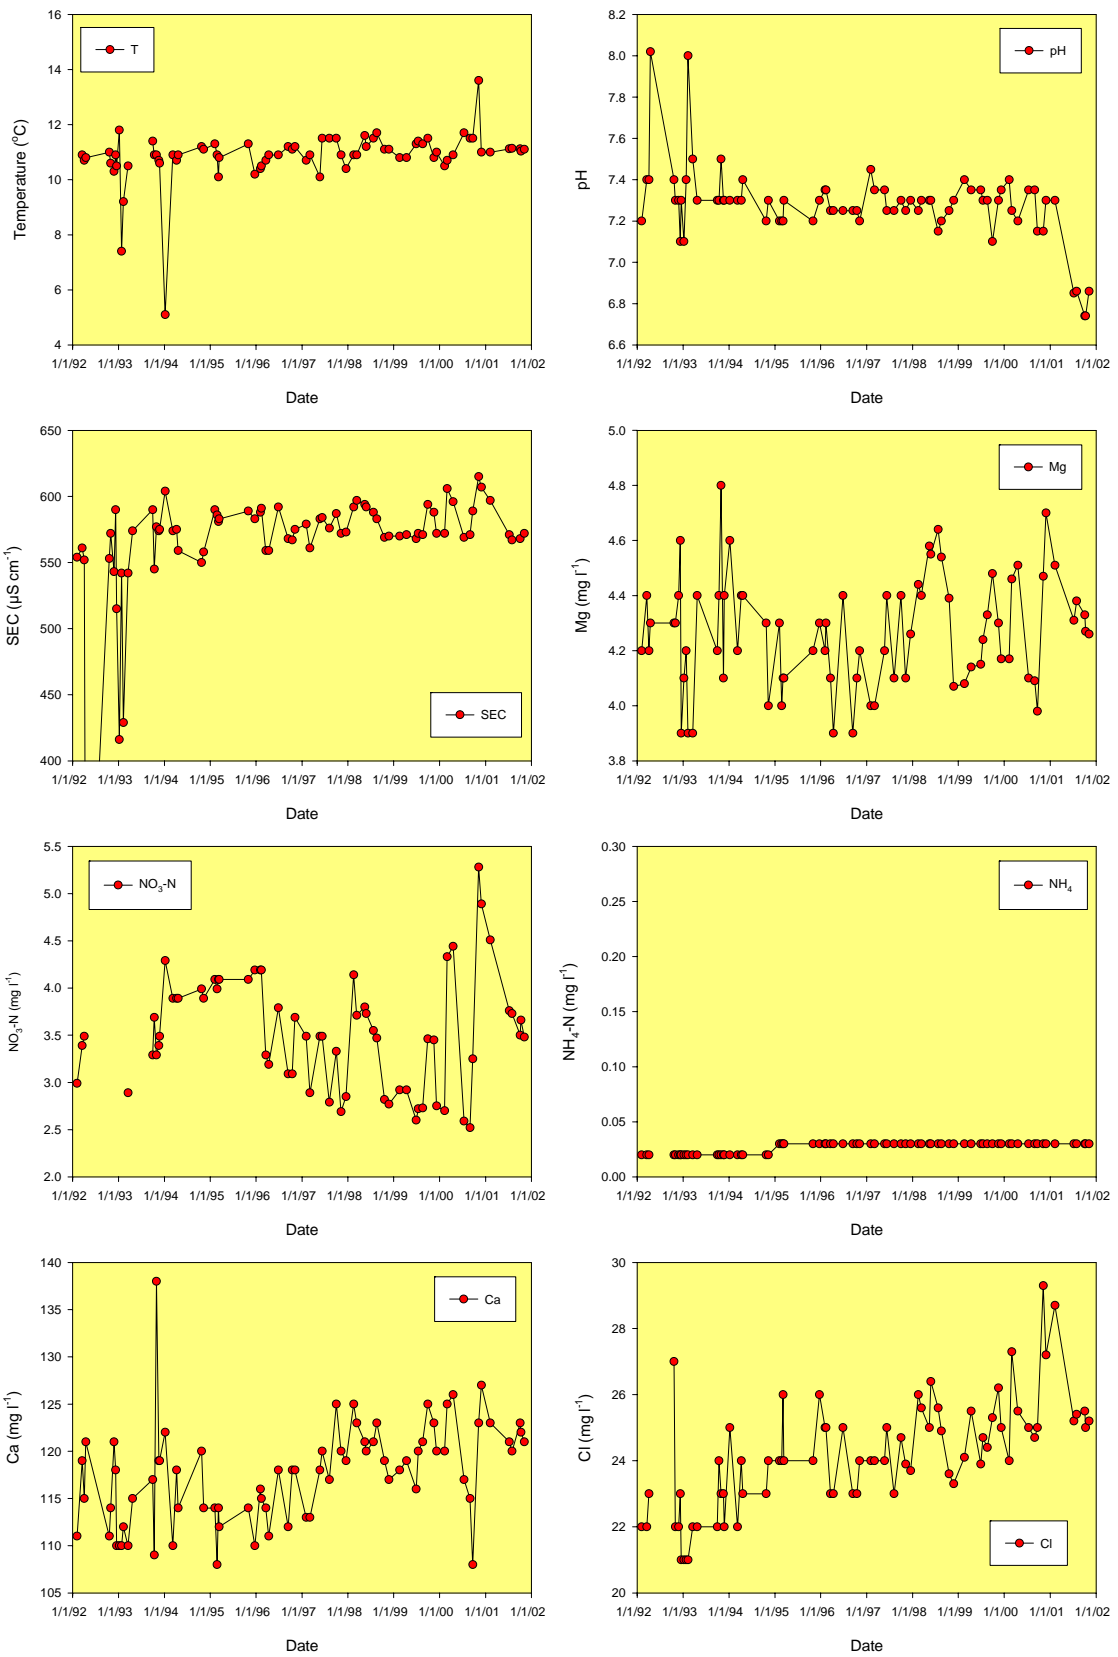 16
14
12
10
8
6
4
Temperature (°C)
T
1/1/92 1/1/93 1/1/94 1/1/95 1/1/96 1/1/97 1/1/98 1/1/99 1/1/00 1/1/01 1/1/02
Date
8.2
8.0
7.8
7.6
7.4
7.2
7.0
6.8
6.6
pH
pH
1/1/92 1/1/93 1/1/94 1/1/95 1/1/96 1/1/97 1/1/98 1/1/99 1/1/00 1/1/01 1/1/02
Date
650
600
550
500
450
400
SEC (µS cm⁻¹)
SEC
1/1/92 1/1/93 1/1/94 1/1/95 1/1/96 1/1/97 1/1/98 1/1/99 1/1/00 1/1/01 1/1/02
Date
5.0
4.8
4.6
4.4
4.2
4.0
3.8
Mg (mg l⁻¹)
Mg
1/1/92 1/1/93 1/1/94 1/1/95 1/1/96 1/1/97 1/1/98 1/1/99 1/1/00 1/1/01 1/1/02
Date
5.5
5.0
4.5
4.0
3.5
3.0
2.5
2.0
NO₃-N (mg l⁻¹)
NO₃-N
1/1/92 1/1/93 1/1/94 1/1/95 1/1/96 1/1/97 1/1/98 1/1/99 1/1/00 1/1/01 1/1/02
Date
0.30
0.25
0.20
0.15
0.10
0.05
0.00
NH₄-N (mg l⁻¹)
NH₄
1/1/92 1/1/93 1/1/94 1/1/95 1/1/96 1/1/97 1/1/98 1/1/99 1/1/00 1/1/01 1/1/02
Date
140
135
130
125
120
115
110
105
Ca (mg l⁻¹)
Ca
1/1/92 1/1/93 1/1/94 1/1/95 1/1/96 1/1/97 1/1/98 1/1/99 1/1/00 1/1/01 1/1/02
Date
30
28
26
24
22
20
Cl (mg l⁻¹)
Cl
1/1/92 1/1/93 1/1/94 1/1/95 1/1/96 1/1/97 1/1/98 1/1/99 1/1/00 1/1/01 1/1/02
Date